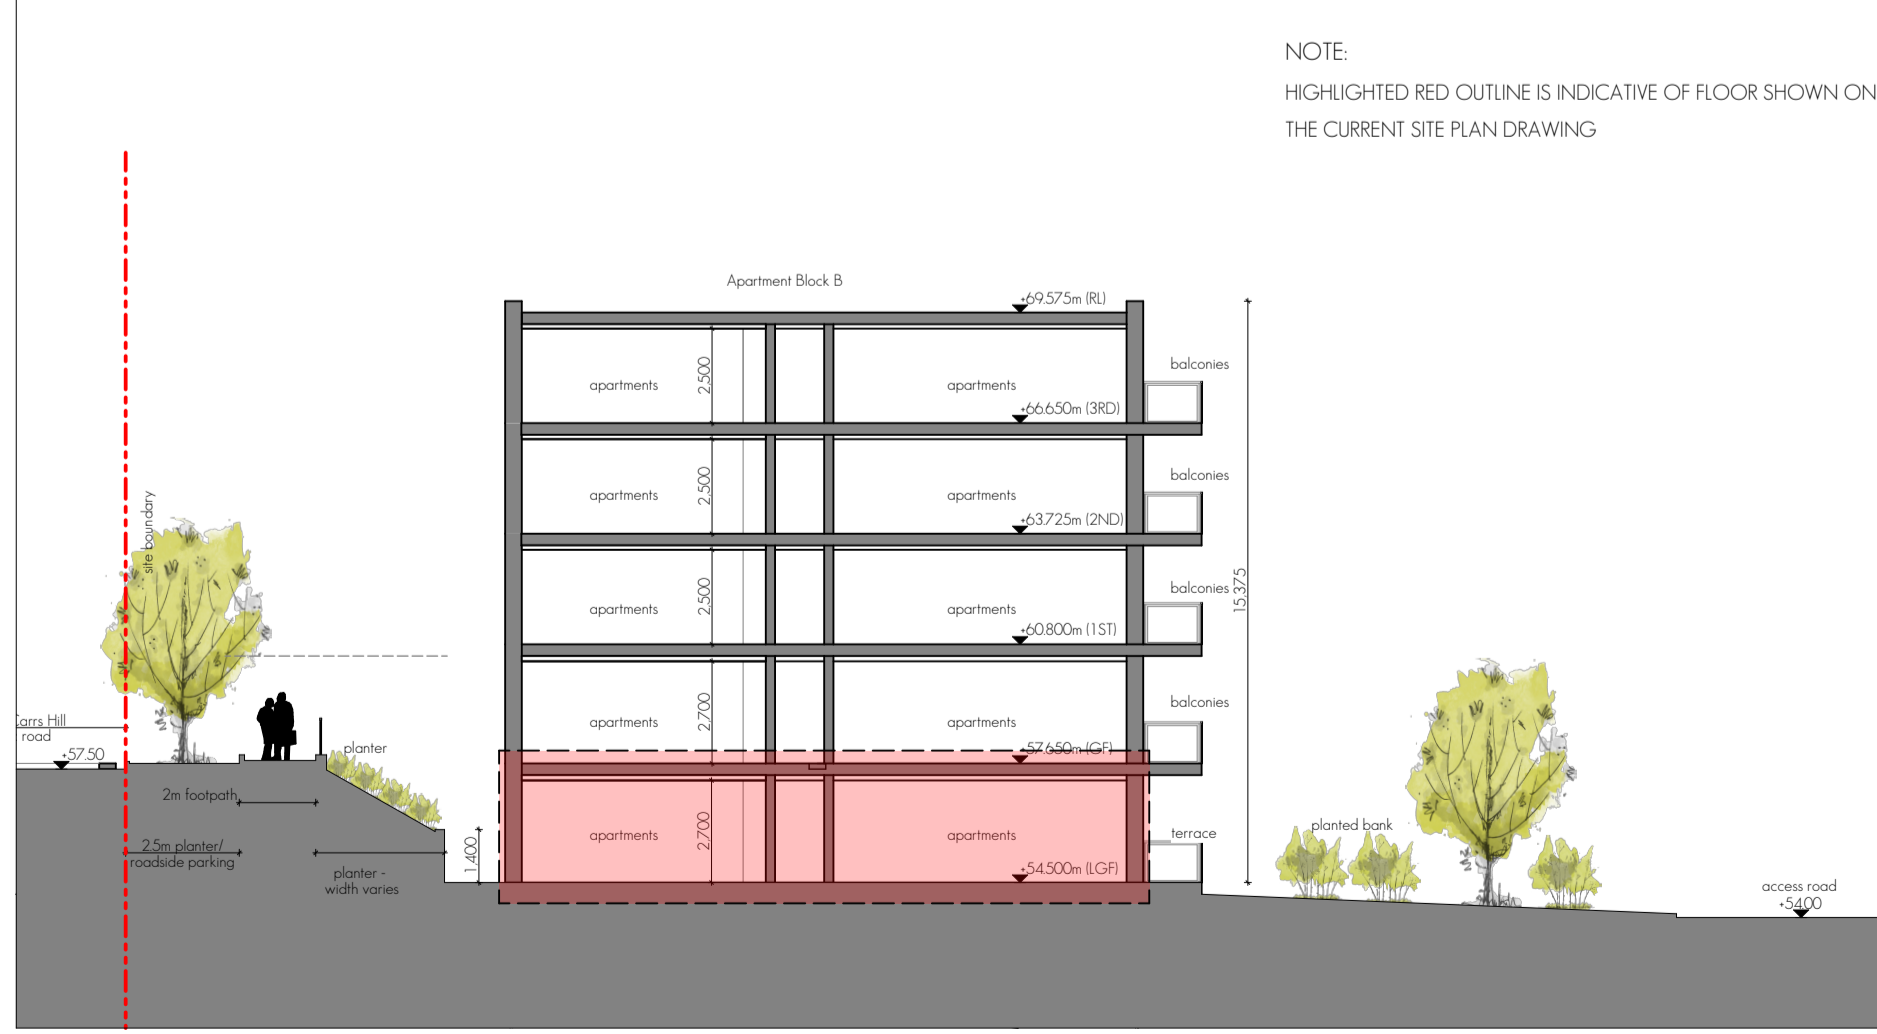 NOTE:
HIGHLIGHTED RED OUTLINE IS INDICATIVE OF FLOOR SHOWN ON
THE CURRENT SITE PLAN DRAWING
Apartment Block B
+69.575m (RL)
balconies
apartments
2,500
apartments
+66.650m (3RD)
balconies
apartments
2,500
apartments
+63.725m (2ND)
site boundary
balconies
apartments
2,500
apartments
+60.800m (1ST)
15,375
balconies
apartments
2,700
apartments
+57.650m (GF)
Carrs Hill
road
+57.50
planter
2m footpath
2.5m planter/
roadside parking
planter -
width varies
1,400
apartments
2,700
apartments
+54.500m (LGF)
terrace
planted bank
access road
+54.00